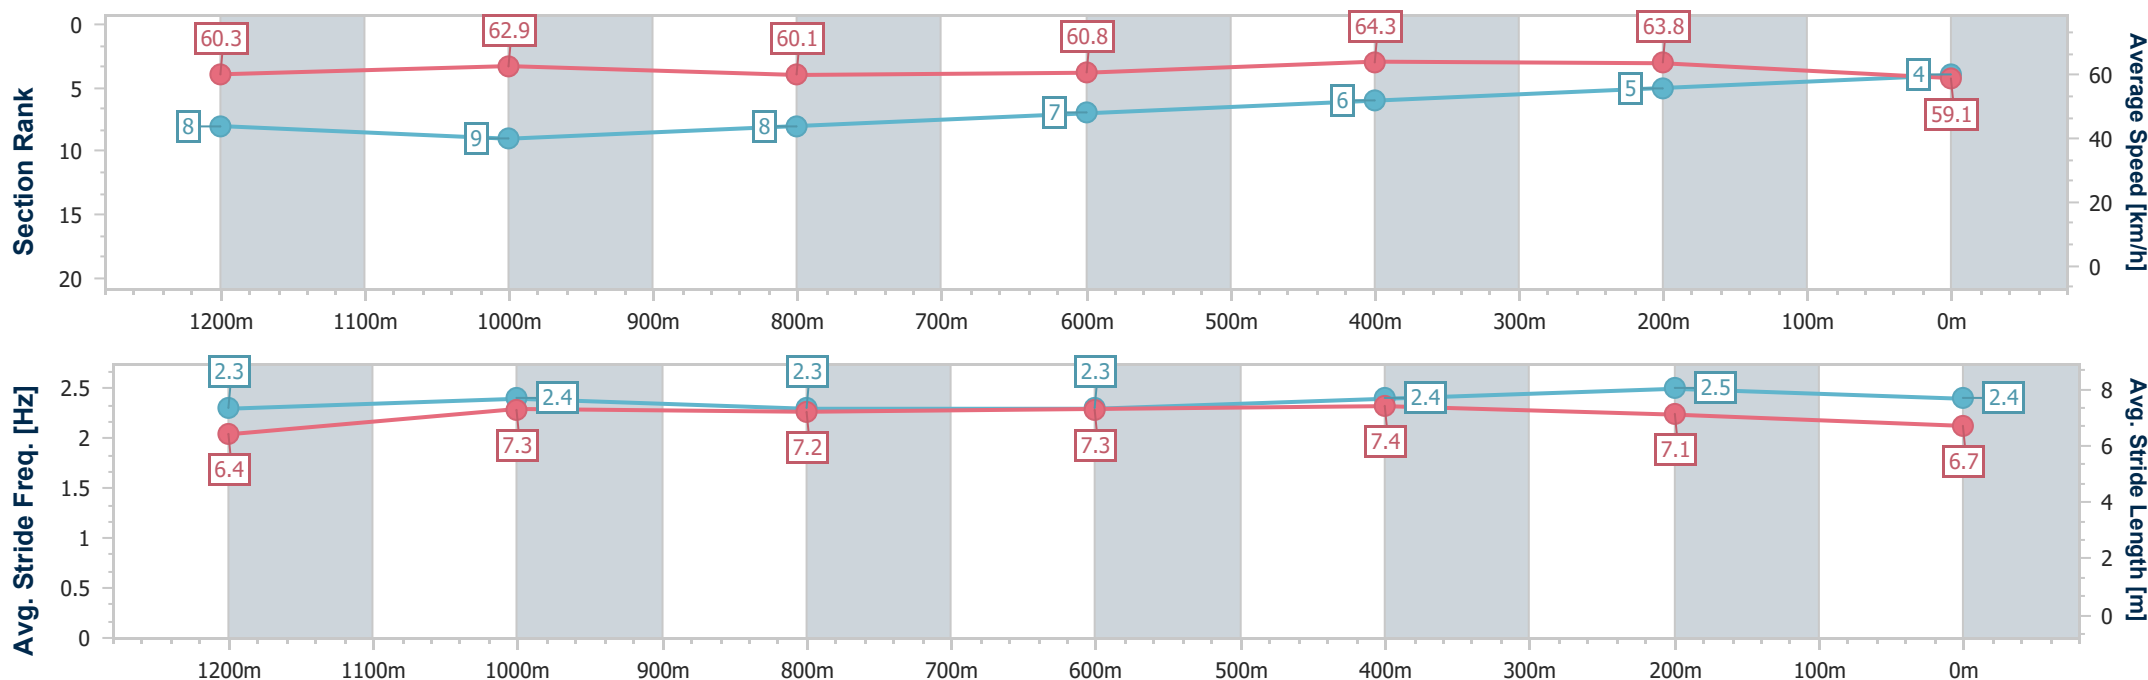 Section Rank
0
5
10
15
20
60.3
62.9
60.1
60.8
64.3
63.8
59.1
8
9
8
7
6
5
4
60
40
20
0
Average Speed [km/h]
1200m
1100m
1000m
900m
800m
700m
600m
500m
400m
300m
200m
100m
0m
Avg. Stride Freq. [Hz]
2.5
2
1.5
1
0.5
0
2.3
2.4
2.3
2.3
2.4
2.5
2.4
6.4
7.3
7.2
7.3
7.4
7.1
6.7
8
6
4
2
0
Avg. Stride Length [m]
1200m
1100m
1000m
900m
800m
700m
600m
500m
400m
300m
200m
100m
0m